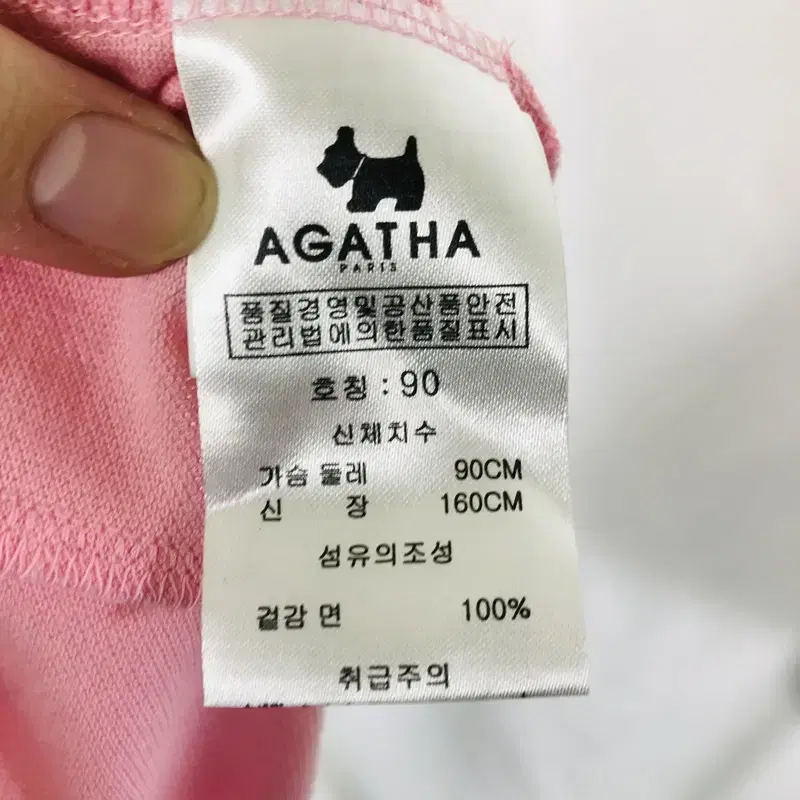 AGATHA
PARIS
품질경영및공산품안전
관리법에의한품질표시
호칭 : 90
신체치수
가슴 둘레 90CM
신 장 160CM
섬유의조성
겉감 면 100%
취급주의